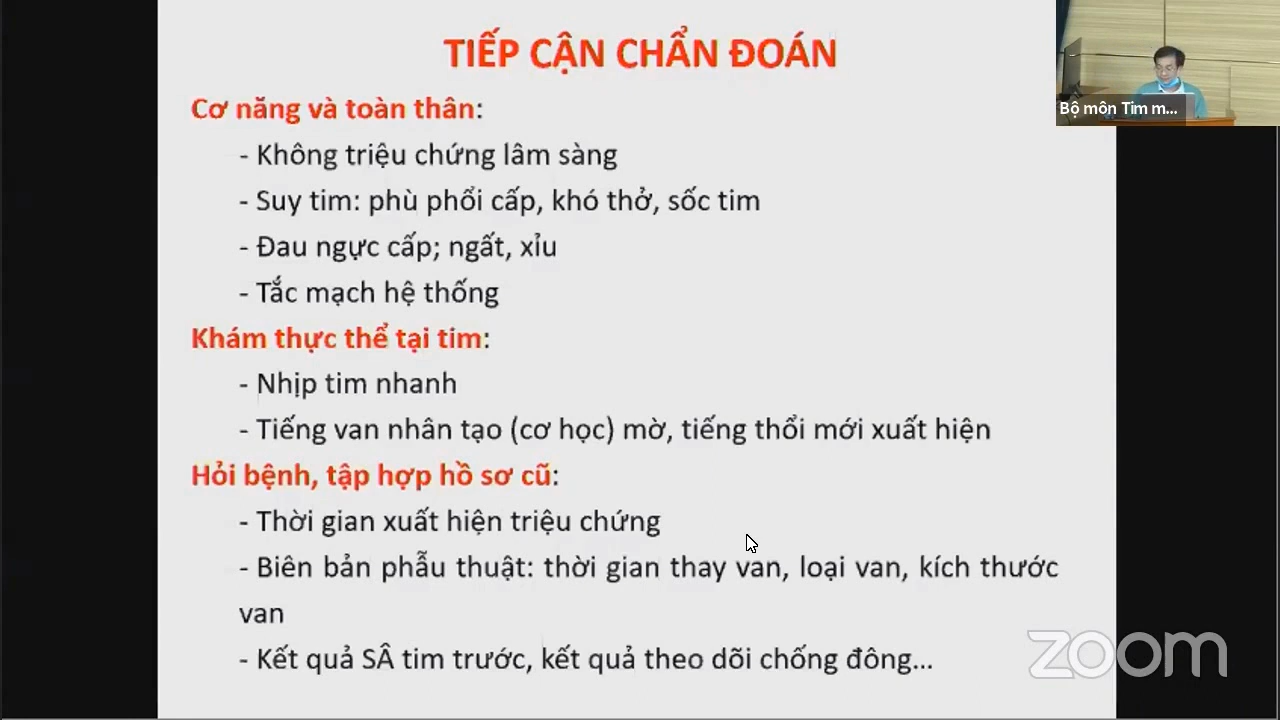 TIẾP CẬN CHẨN ĐOÁN
Cơ năng và toàn thân:
- Không triệu chứng lâm sàng
- Suy tim: phù phổi cấp, khó thở, sốc tim
- Đau ngực cấp; ngất, xỉu
- Tắc mạch hệ thống
Khám thực thể tại tim:
- Nhịp tim nhanh
- Tiếng van nhân tạo (cơ học) mờ, tiếng thổi mới xuất hiện
Hỏi bệnh, tập hợp hồ sơ cũ:
- Thời gian xuất hiện triệu chứng
- Biên bản phẫu thuật: thời gian thay van, loại van, kích thước
van
- Kết quả SÂ tim trước, kết quả theo dõi chống đông...
Bộ môn Tim m...
zoom